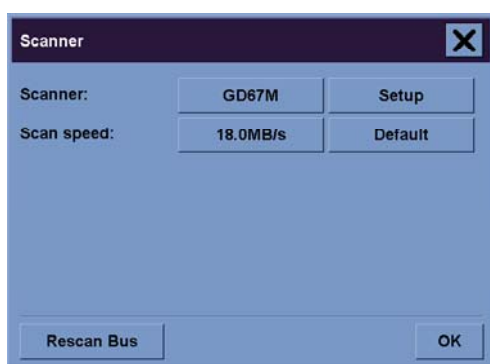 Scanner
Scanner: GD67M Setup
Scan speed: 18.0MB/s Default
Rescan Bus OK